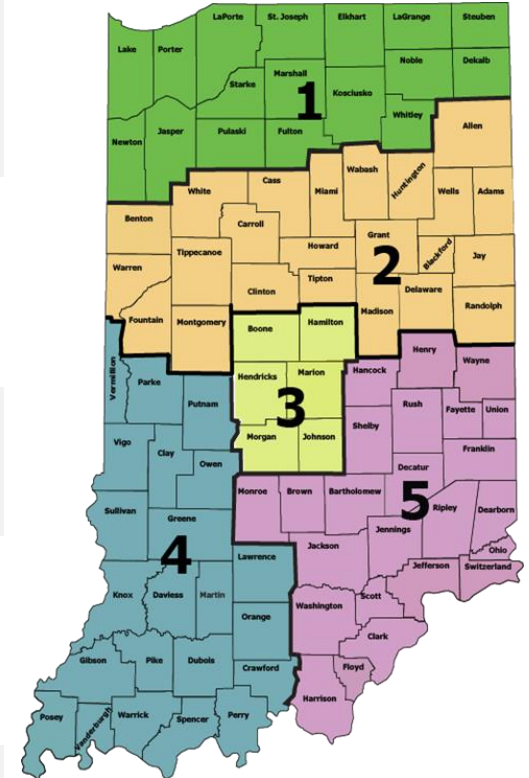 LaPorte
St. Joseph
Elkhart
LaGrange
Steuben
Lake
Porter
Noble
Dekalb
Starke
Marshall
Kosciusko
1
Whitley
Newton
Jasper
Pulaski
Fulton
Allen
White
Cass
Miami
Wabash
Huntington
Wells
Adams
Benton
Carroll
Grant
Tippecanoe
Howard
Blackford
Jay
Warren
2
Clinton
Tipton
Delaware
Randolph
Fountain
Montgomery
Madison
Boone
Hamilton
Vermillion
Parke
Putnam
Hendricks
Marion
Hancock
Henry
Wayne
3
Rush
Fayette
Union
Morgan
Johnson
Shelby
Vigo
Clay
Owen
Franklin
Decatur
Monroe
Brown
Bartholomew
5
Ripley
Dearborn
Sullivan
Greene
Jennings
Jackson
Ohio
4
Lawrence
Jefferson
Switzerland
Knox
Daviess
Martin
Scott
Washington
Orange
Clark
Gibson
Pike
Dubois
Crawford
Floyd
Harrison
Posey
Vanderburgh
Warrick
Spencer
Perry